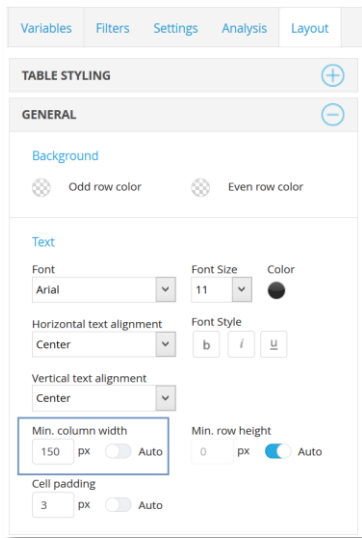 Variables Filters Settings Analysis Layout
TABLE STYLING
GENERAL
Background
Odd row color Even row color
Text
Font Font Size Color
Arial 11
Horizontal text alignment Font Style
Center b i u
Vertical text alignment
Center
Min. column width Min. row height
150 px Auto 0 px Auto
Cell padding
3 px Auto